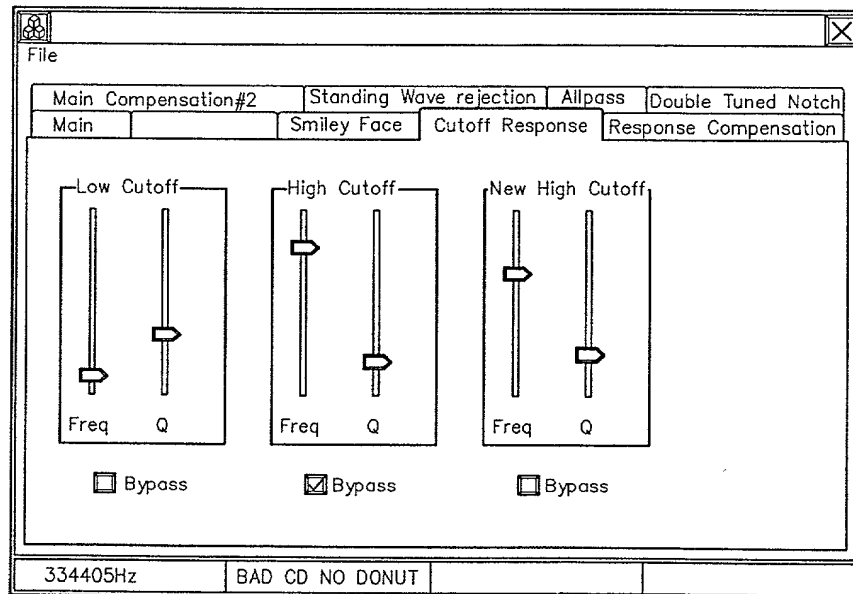 File
Main Compensation#2 Standing Wave rejection Allpass Double Tuned Notch
Main Smiley Face Cutoff Response Response Compensation
Low Cutoff High Cutoff New High Cutoff
Freq Q Freq Q Freq Q
Bypass Bypass Bypass
334405Hz BAD CD NO DONUT